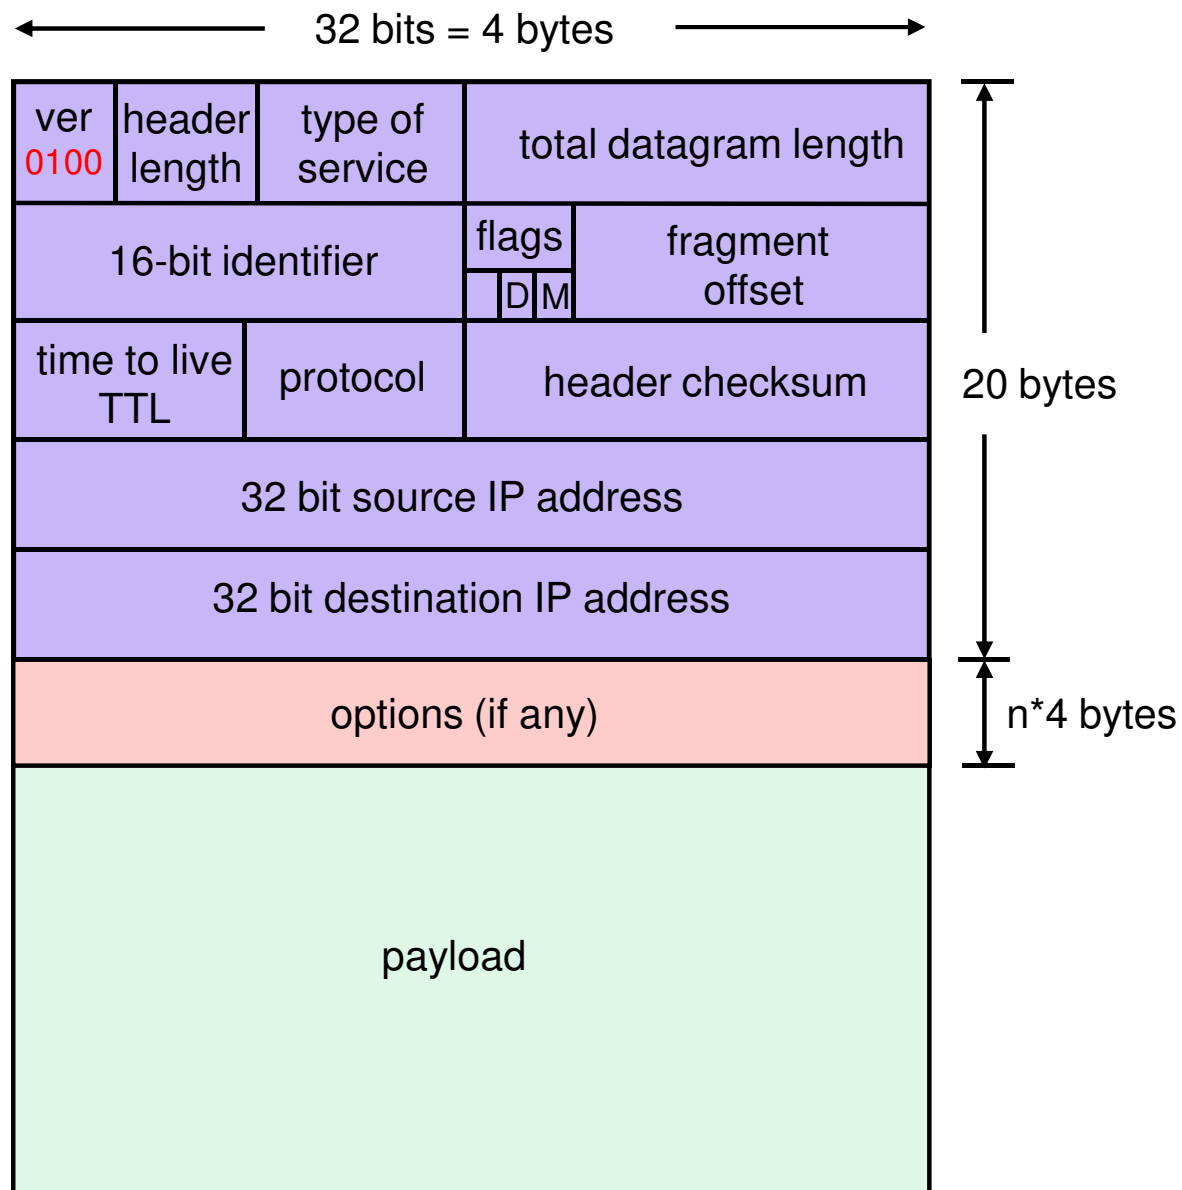 32 bits = 4 bytes
ver
0100
header
length
type of
service
total datagram length
16-bit identifier
flags
D
M
fragment
offset
time to live
TTL
protocol
header checksum
20 bytes
32 bit source IP address
32 bit destination IP address
options (if any)
n*4 bytes
payload